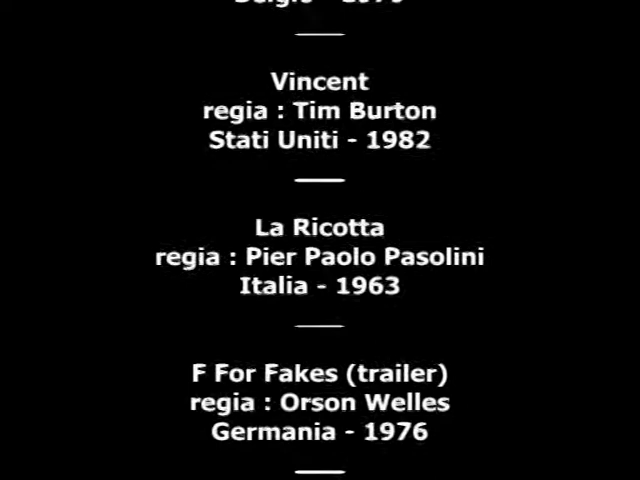 Vincent
regia : Tim Burton
Stati Uniti - 1982
La Ricotta
regia : Pier Paolo Pasolini
Italia - 1963
F For Fakes (trailer)
regia : Orson Welles
Germania - 1976